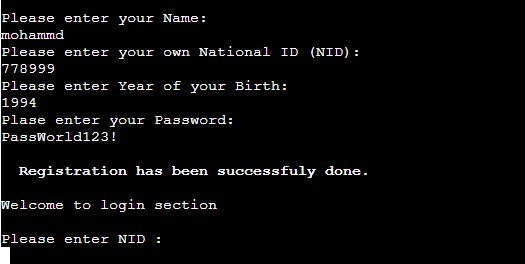 Please enter your Name:
mohammd
Please enter your own National ID (NID):
778999
Please enter Year of your Birth:
1994
Plase enter your Password:
PassWorld123!
Registration has been successfuly done.
Welcome to login section
Please enter NID :